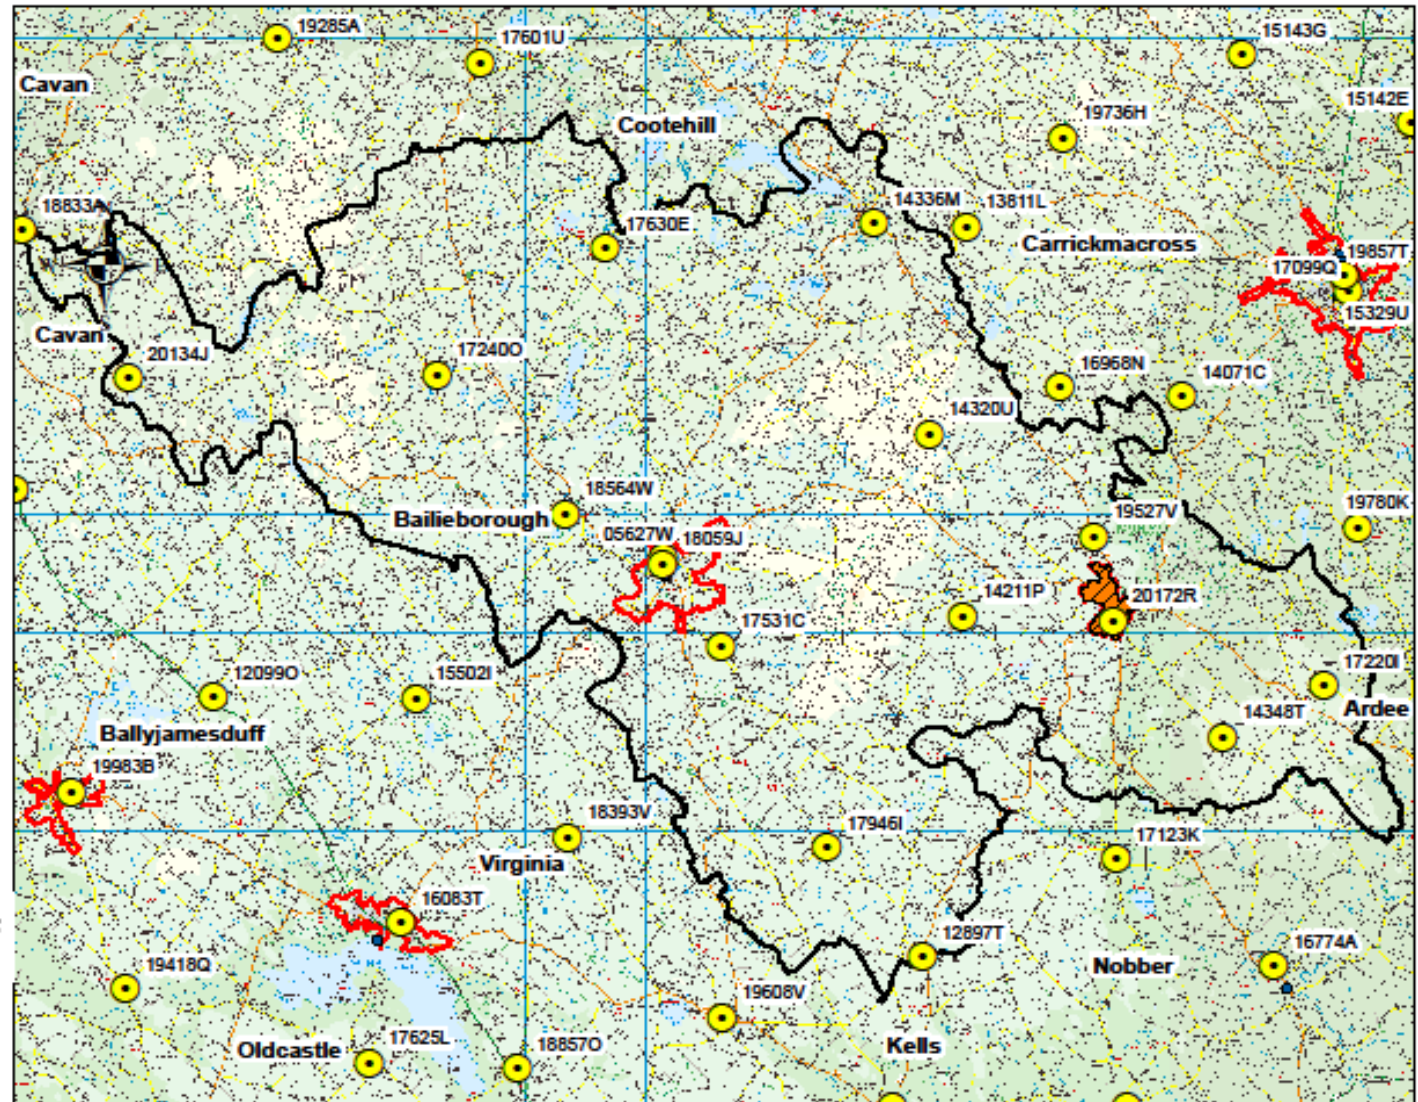 19285A
17601U
15143G
Cavan
15142E
19736H
Cootehill
18833A
14336M
13811L
17630E
Carrickmacross
19857T
17099Q
15329U
Cavan
20134J
17240O
16968N
14071C
14320U
18564W
19780K
19527V
Bailieborough
05627W
18059J
14211P
20172R
17531C
12099O
15502I
17220I
Ardee
14348T
Ballyjamesduff
19983B
18393V
17946I
17123K
Virginia
16083T
12897T
16774A
Nobber
19418Q
19608V
17625L
18857O
Oldcastle
Kells